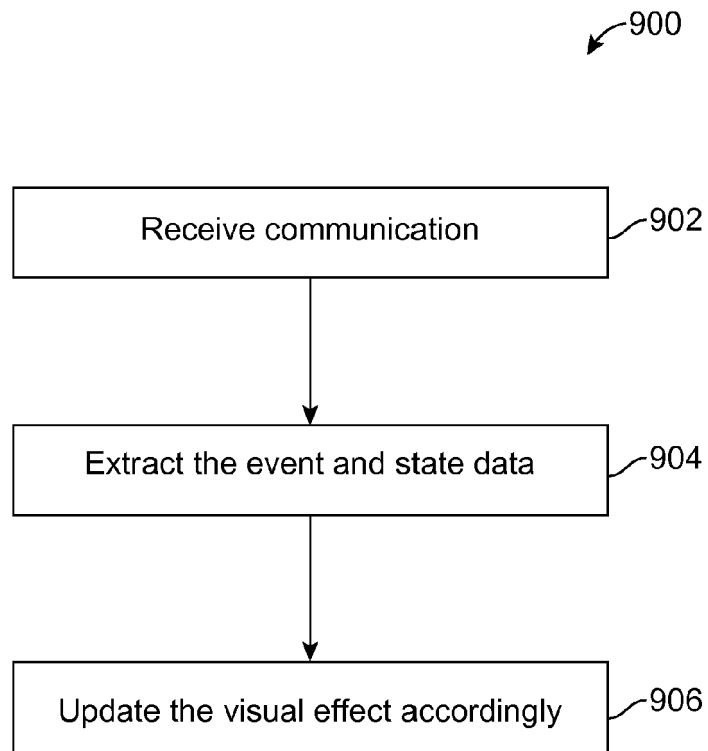 900
Receive communication
902
Extract the event and state data
904
Update the visual effect accordingly
906